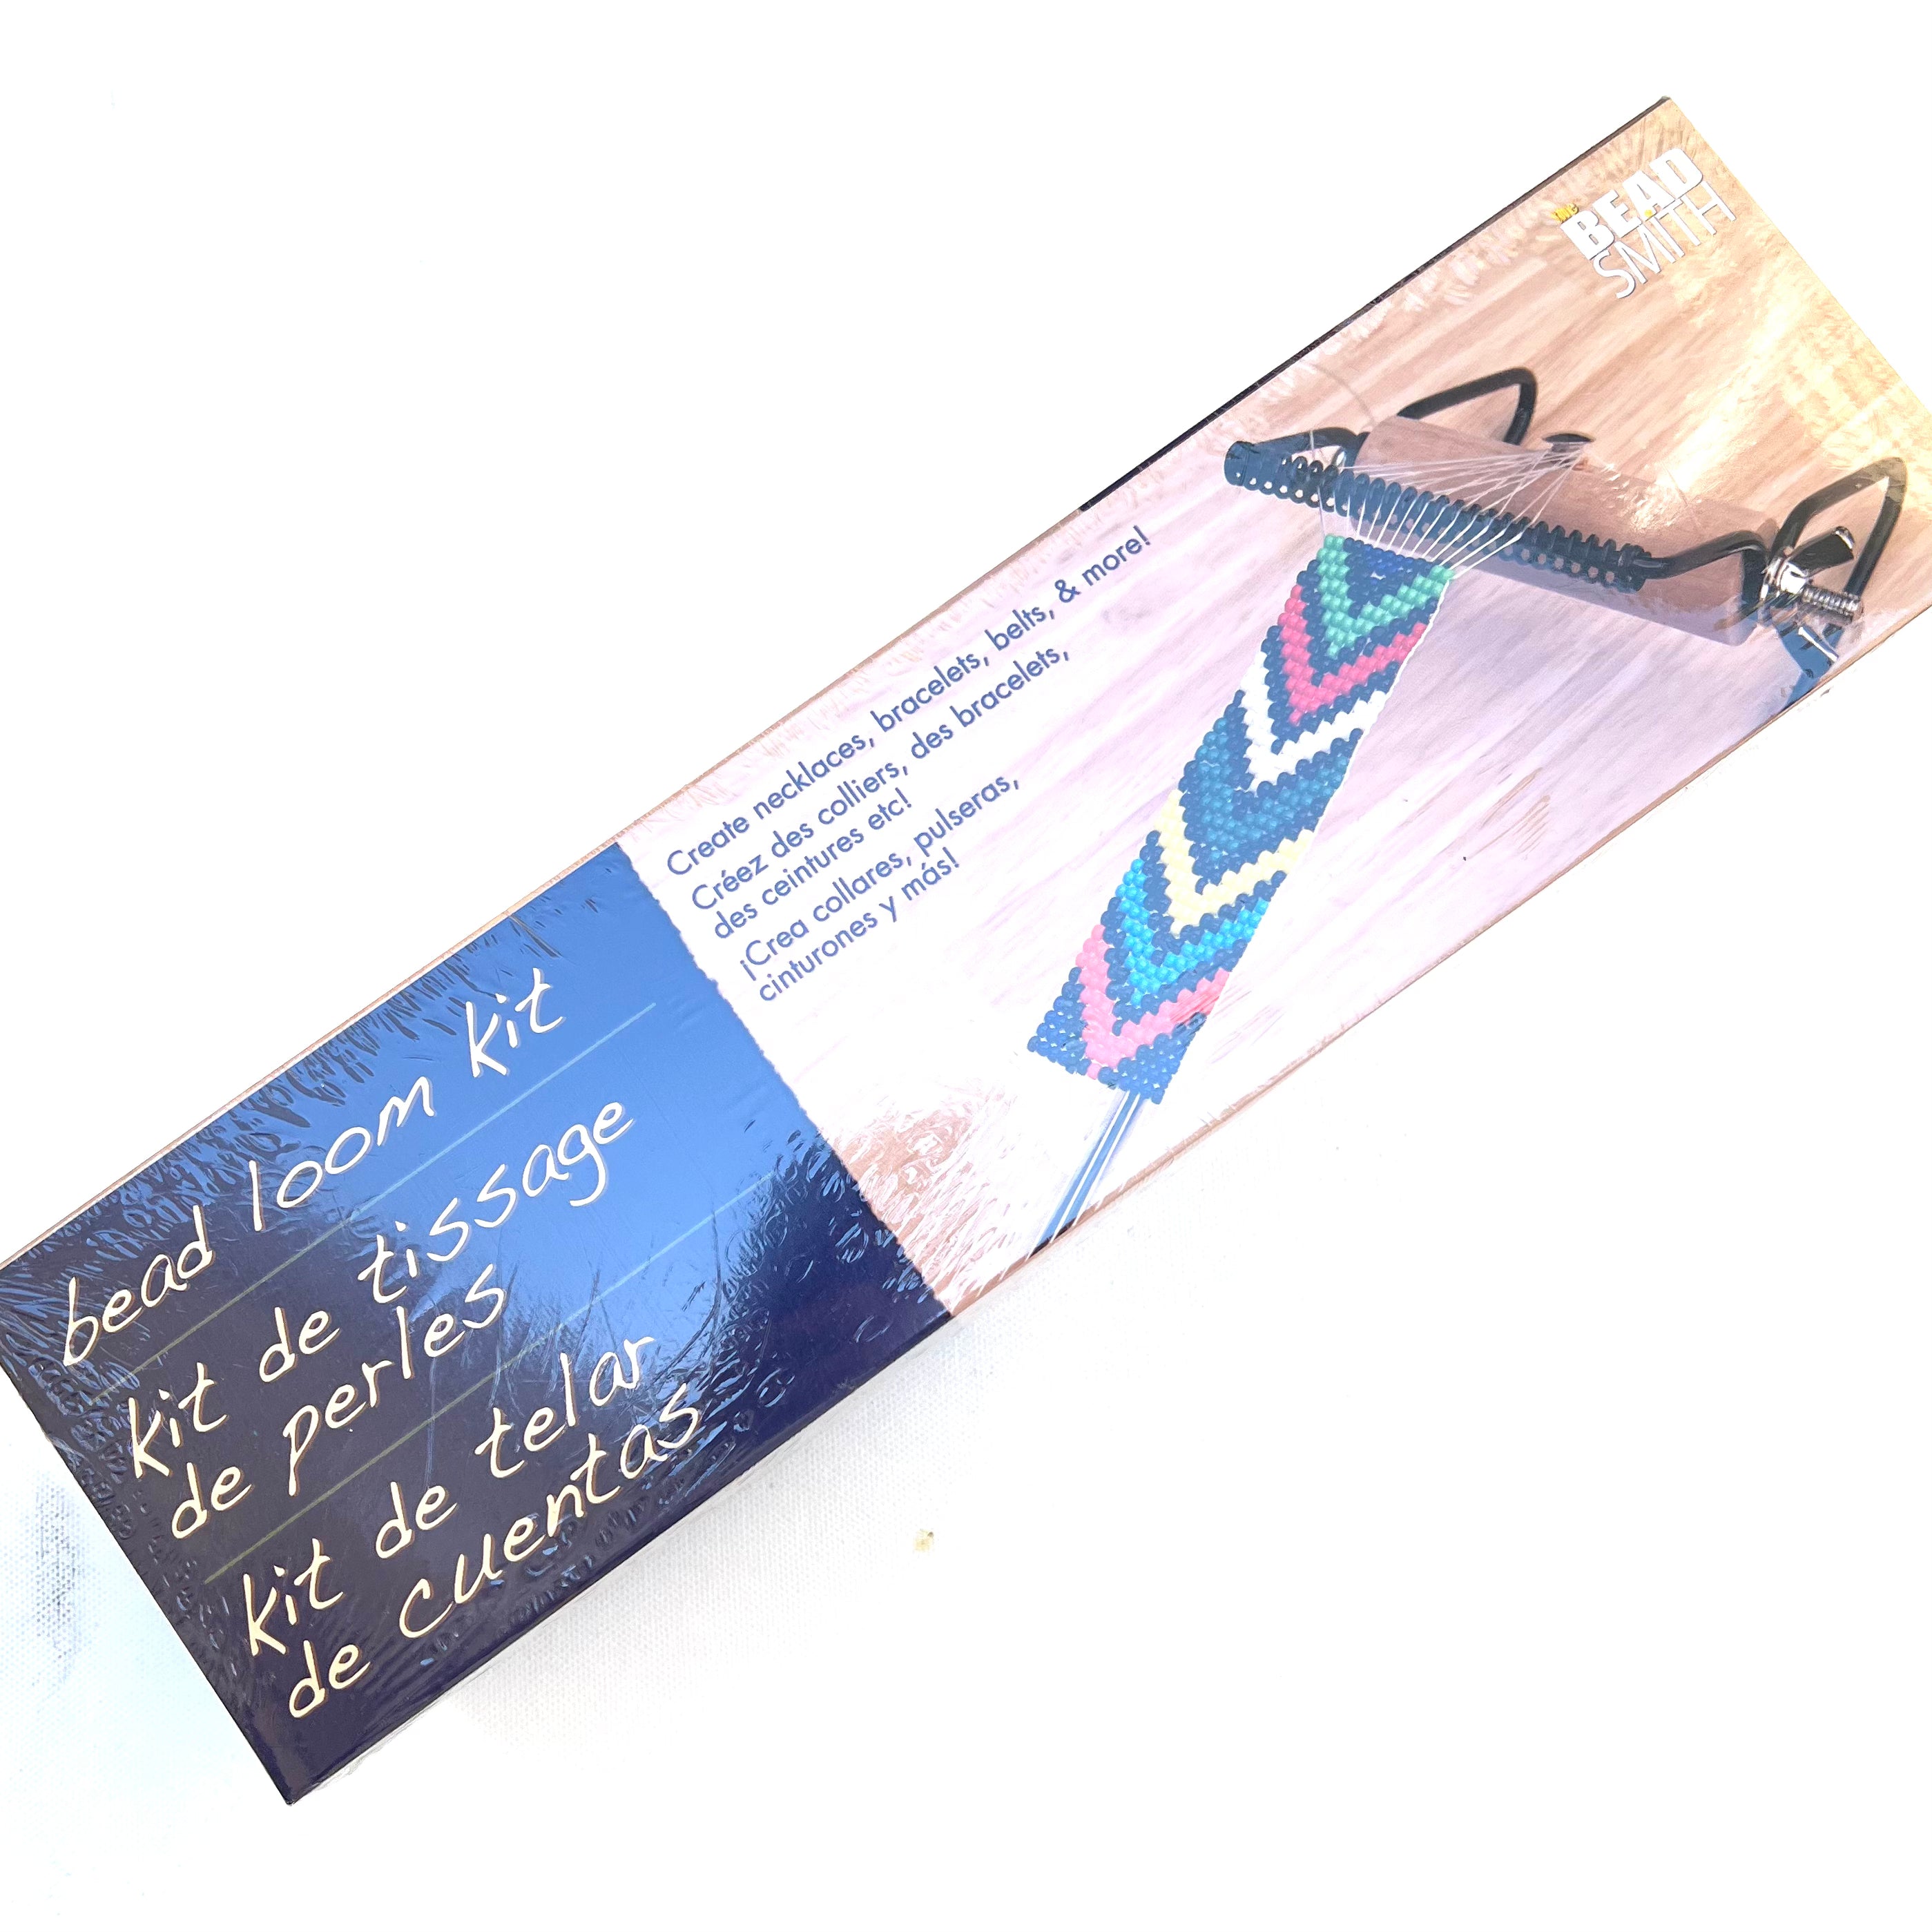 the
BEAD
SMITH
Create necklaces, bracelets, belts, & more!
Créez des colliers, des bracelets,
des ceintures etc!
¡Crea collares, pulseras,
cinturones y más!
bead loom kit
kit de tissage
de perles
kit de telar
de cuentas